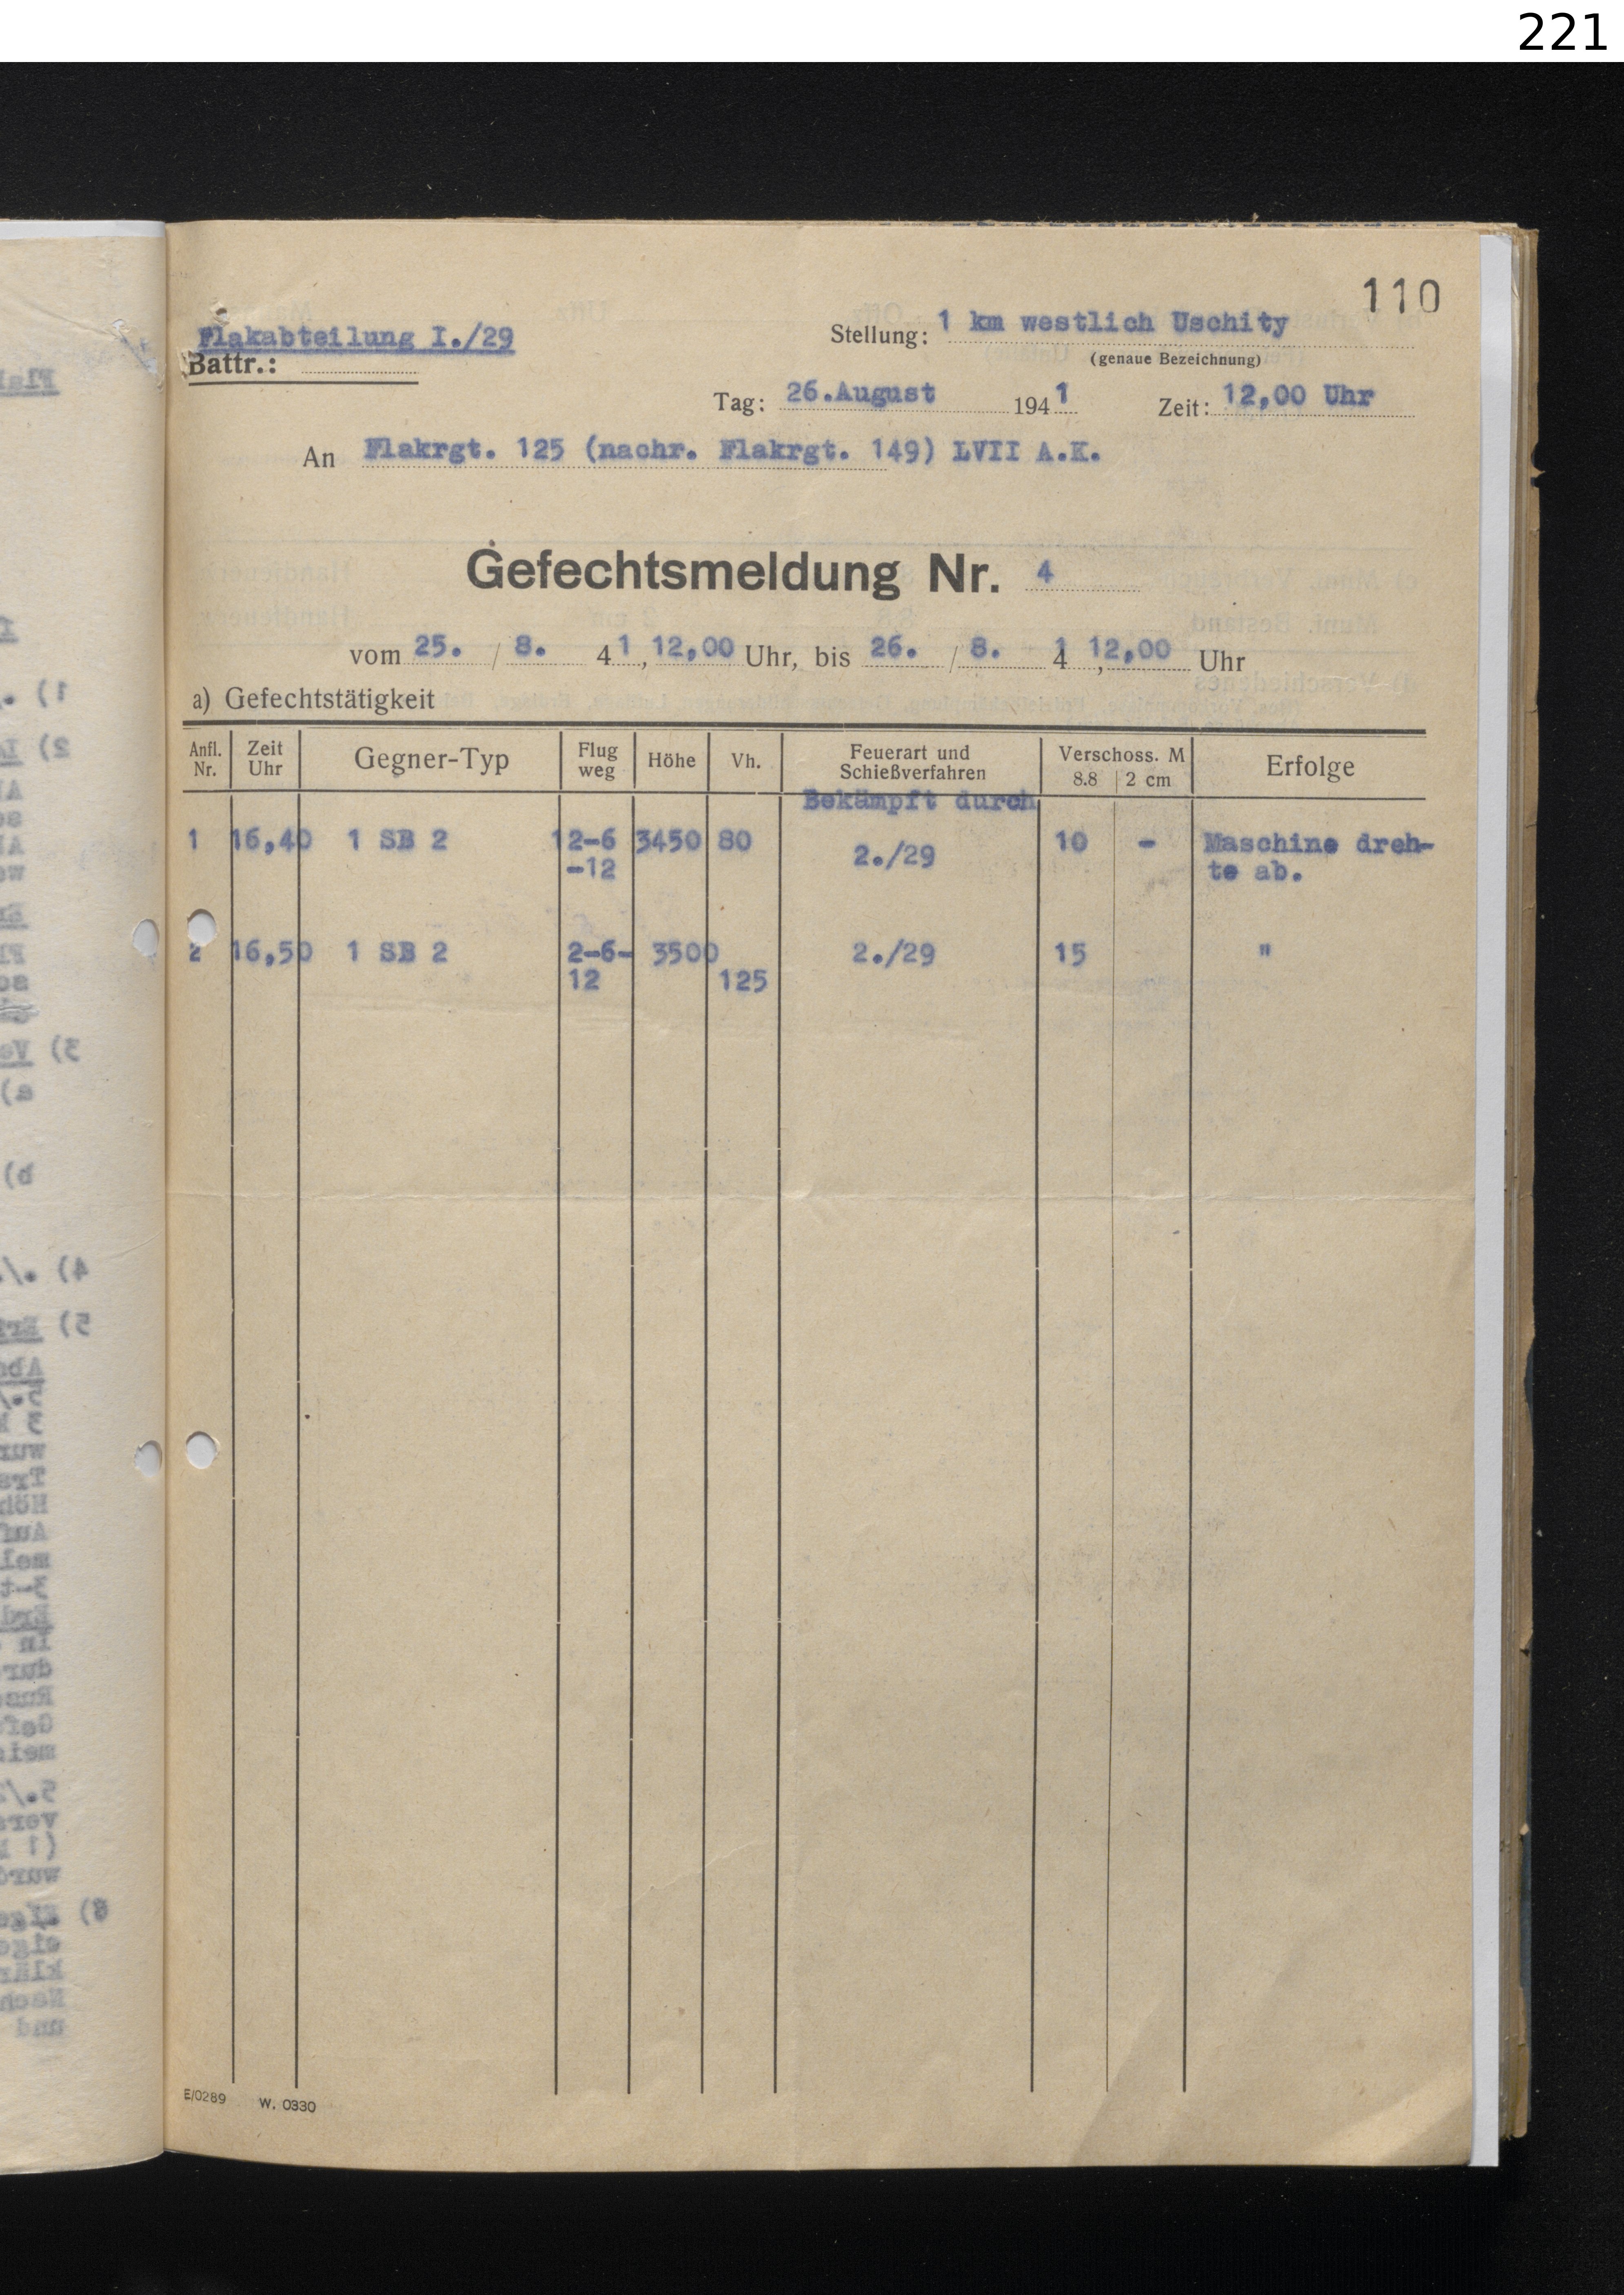 221
110
Flakabteilung I./29
Battr.:
Stellung: 1 km westlich Uschity
(genaue Bezeichnung)
Tag: 26.August 1941 Zeit: 12,00 Uhr
An Flakrgt. 125 (nachr. Flakrgt. 149) LVII A.K.
Gefechtsmeldung Nr. 4
vom 25. / 8. 41, 12,00 Uhr, bis 26. / 8. 41, 12,00 Uhr
a) Gefechtstätigkeit
Anfl. Nr. Zeit Uhr Gegner-Typ Flug weg Höhe Vh. Feuerart und Schießverfahren Verschoss. M 8.8 2 cm Erfolge
Bekämpft durch
1 16,40 1 SB 2 12-6 3450 80 2./29 10 - Maschine dreh-
-12 te ab.
2 16,50 1 SB 2 2-6- 3500 2./29 15 "
12 125
E/0289 W. 0330